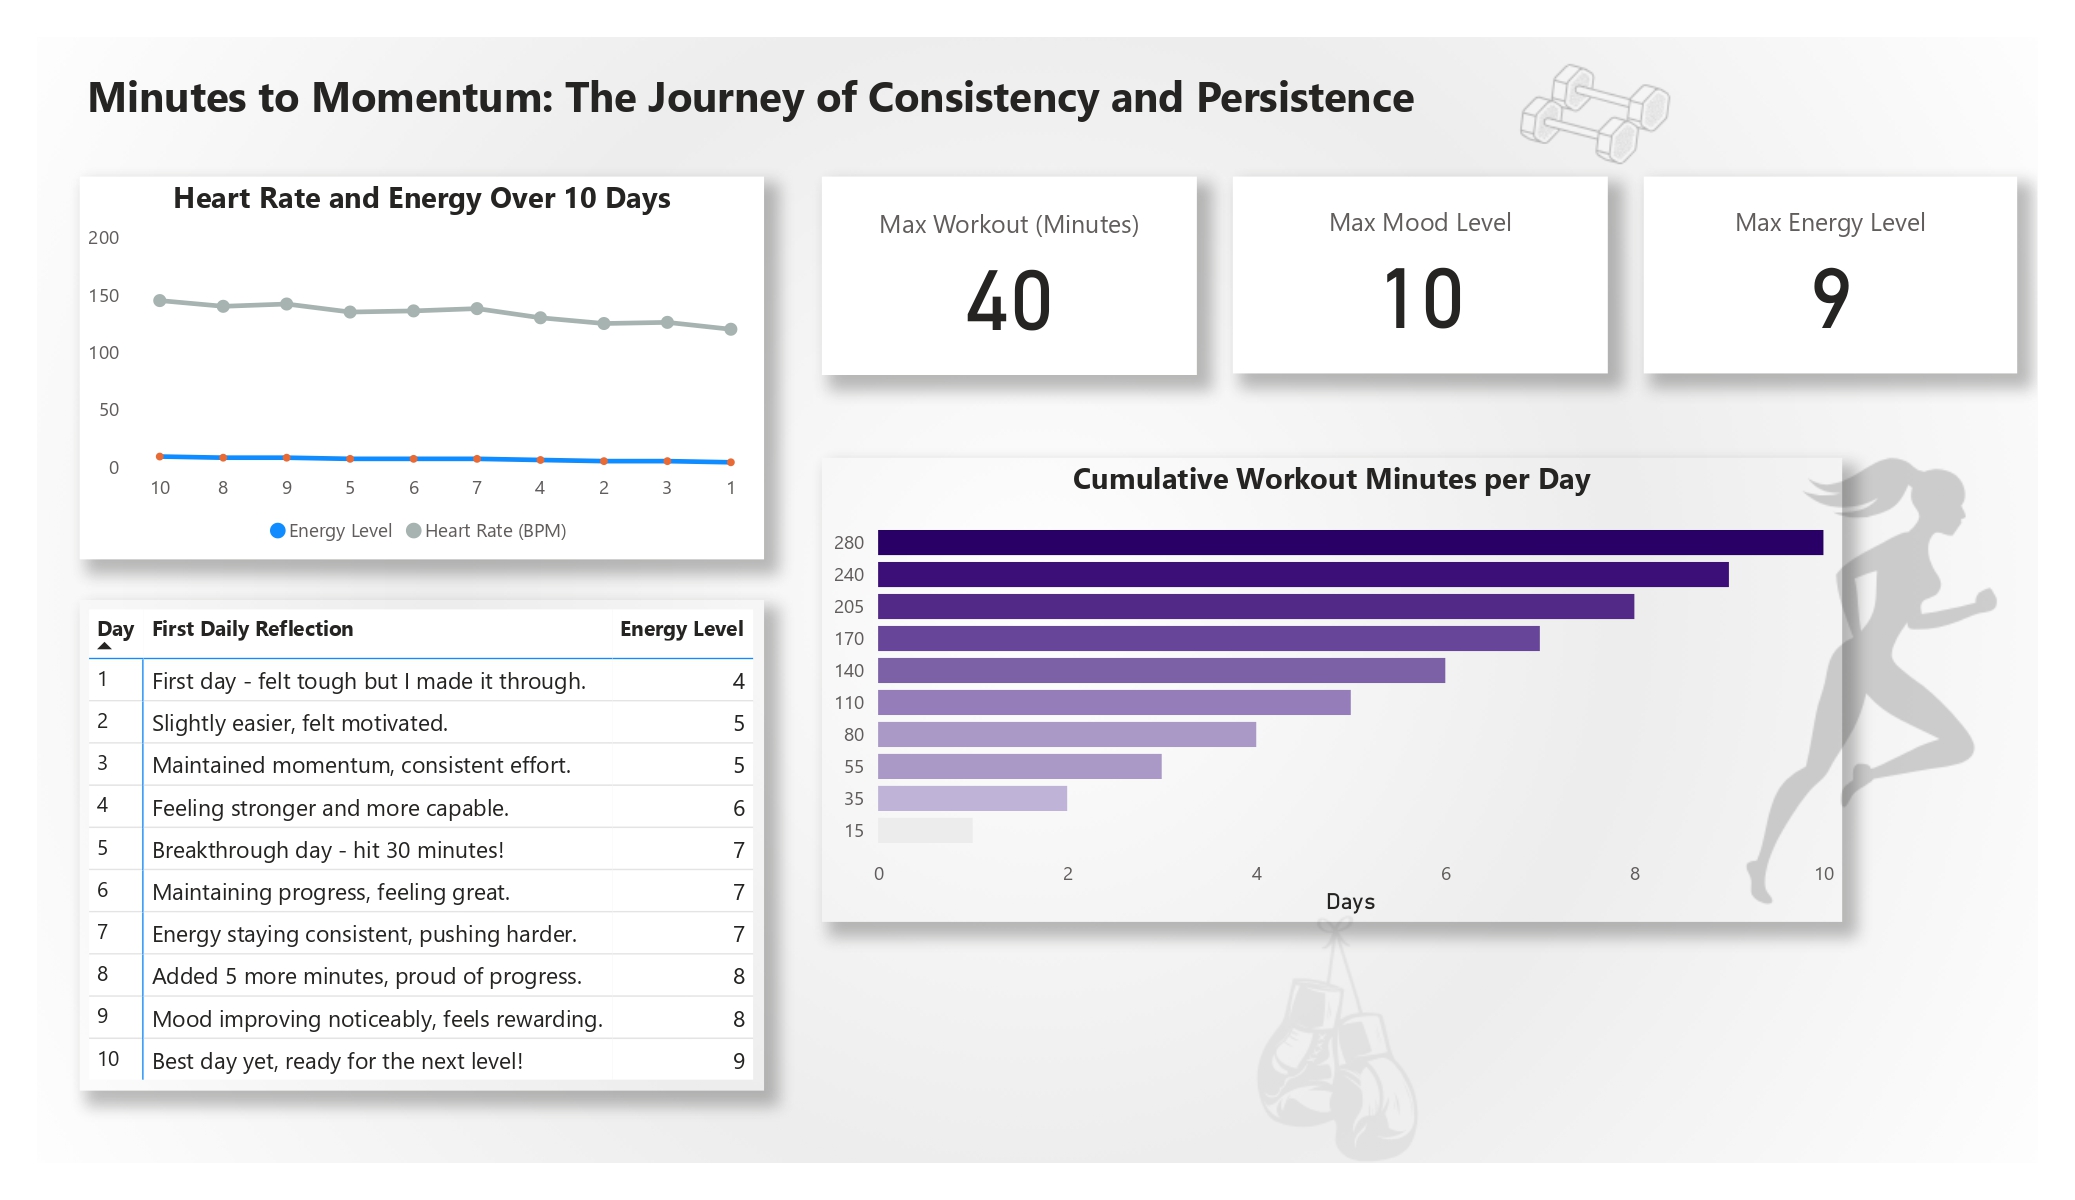 Minutes to Momentum: The Journey of Consistency and Persistence
Heart Rate and Energy Over 10 Days
200
150
100
50
0
10 8 9 5 6 7 4 2 3 1
Energy Level Heart Rate (BPM)
Max Workout (Minutes)
40
Max Mood Level
10
Max Energy Level
9
Day First Daily Reflection Energy Level
1 First day - felt tough but I made it through. 4
2 Slightly easier, felt motivated. 5
3 Maintained momentum, consistent effort. 5
4 Feeling stronger and more capable. 6
5 Breakthrough day - hit 30 minutes! 7
6 Maintaining progress, feeling great. 7
7 Energy staying consistent, pushing harder. 7
8 Added 5 more minutes, proud of progress. 8
9 Mood improving noticeably, feels rewarding. 8
10 Best day yet, ready for the next level! 9
Cumulative Workout Minutes per Day
280
240
205
170
140
110
80
55
35
15
0 2 4 6 8 10
Days